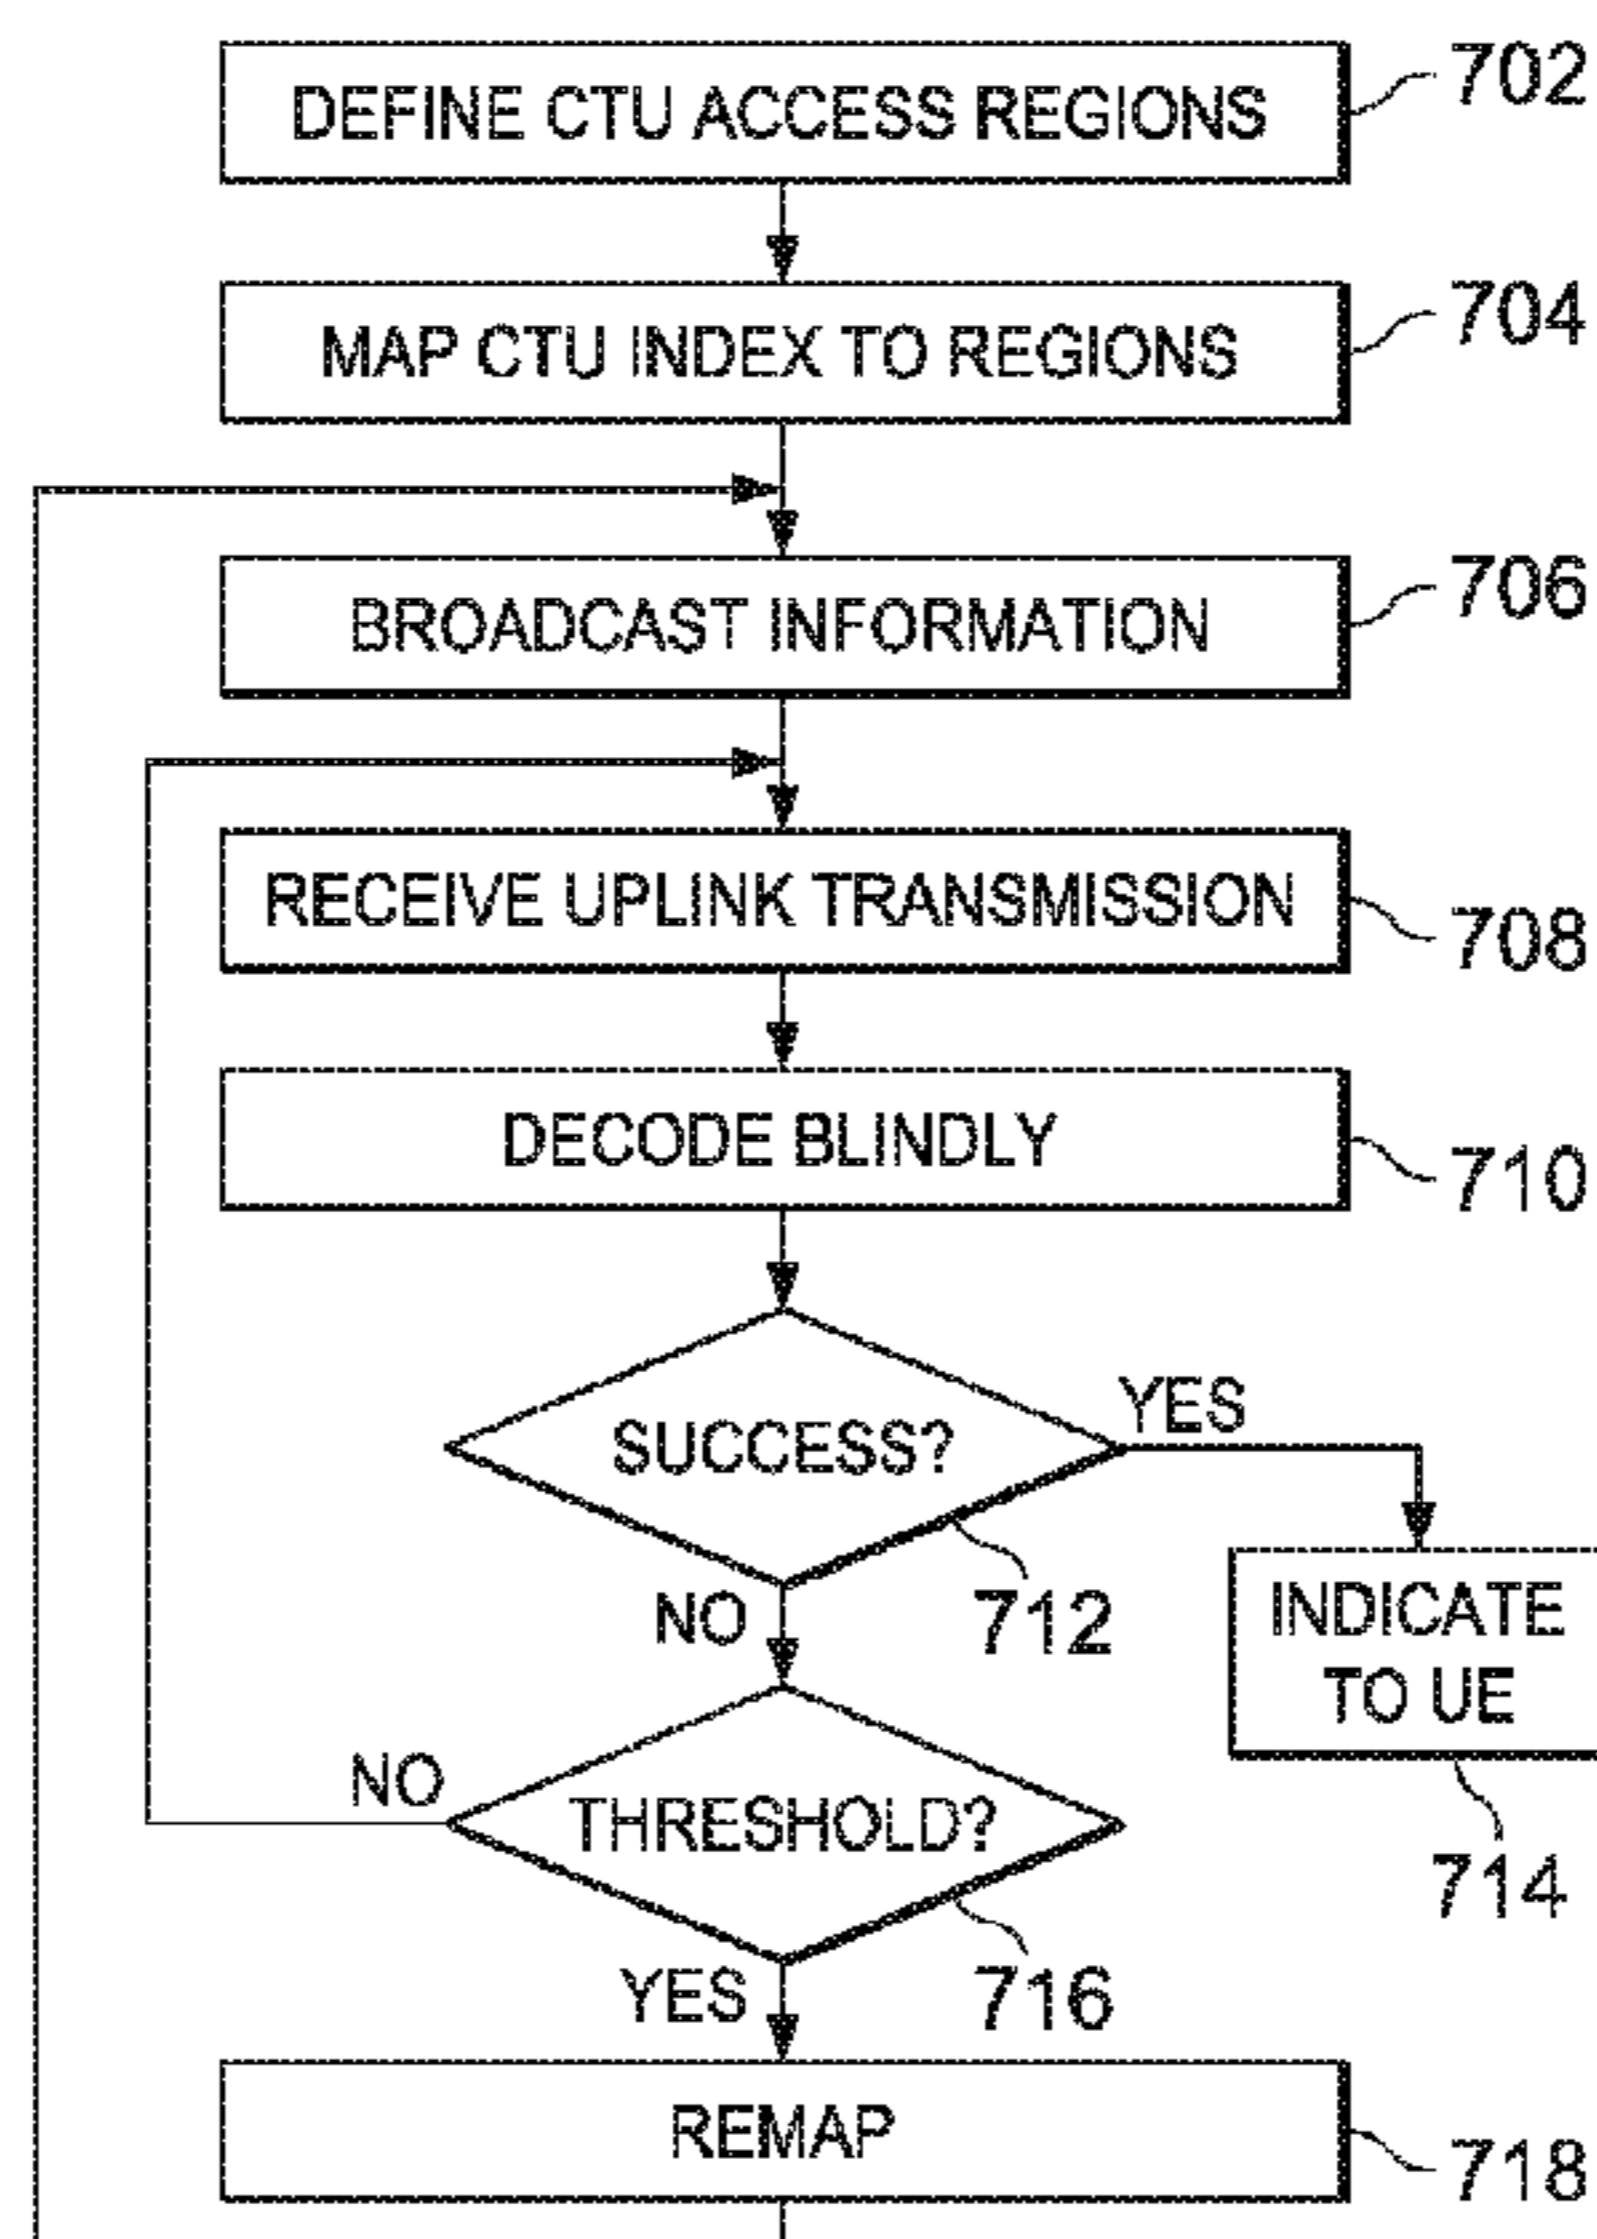 DEFINE CTU ACCESS REGIONS
702
MAP CTU INDEX TO REGIONS
704
BROADCAST INFORMATION
706
RECEIVE UPLINK TRANSMISSION
708
DECODE BLINDLY
710
SUCCESS?
YES
712
NO
INDICATE
TO UE
714
THRESHOLD?
NO
716
YES
REMAP
718